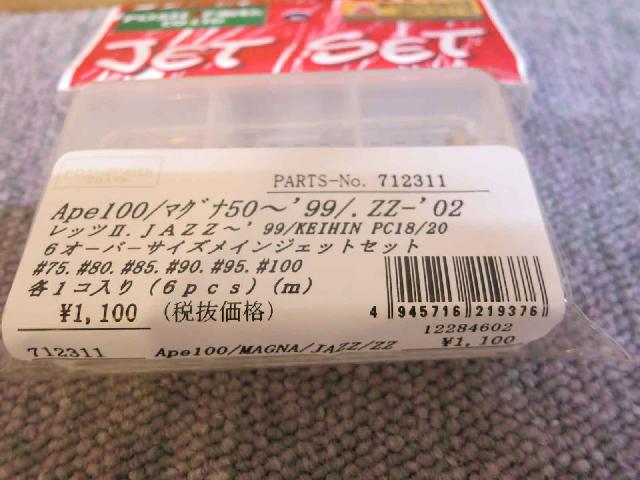 JET SET
PARTS-No. 712311
Ape100/ﾏｸﾞﾅ50～'99/.ZZ-'02
レッツⅡ.JAZZ～'99/KEIHIN PC18/20
6オーバーサイズメインジェットセット
#75.#80.#85.#90.#95.#100
各1コ入り(6pcs)(m)
¥1,100 (税抜価格)
4 945716 219376
12284602
712311 Ape100/MAGNA/JAZZ/ZZ ¥1,100